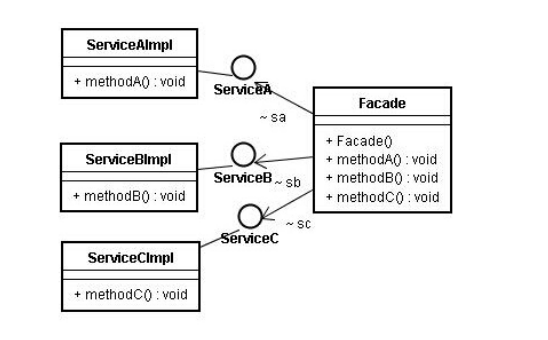 ServiceAImpl
+ methodA() : void
ServiceA
~ sa
Facade
+ Facade()
+ methodA() : void
+ methodB() : void
+ methodC() : void
ServiceBImpl
+ methodB() : void
ServiceB
~ sb
ServiceC
~ sc
ServiceCImpl
+ methodC() : void